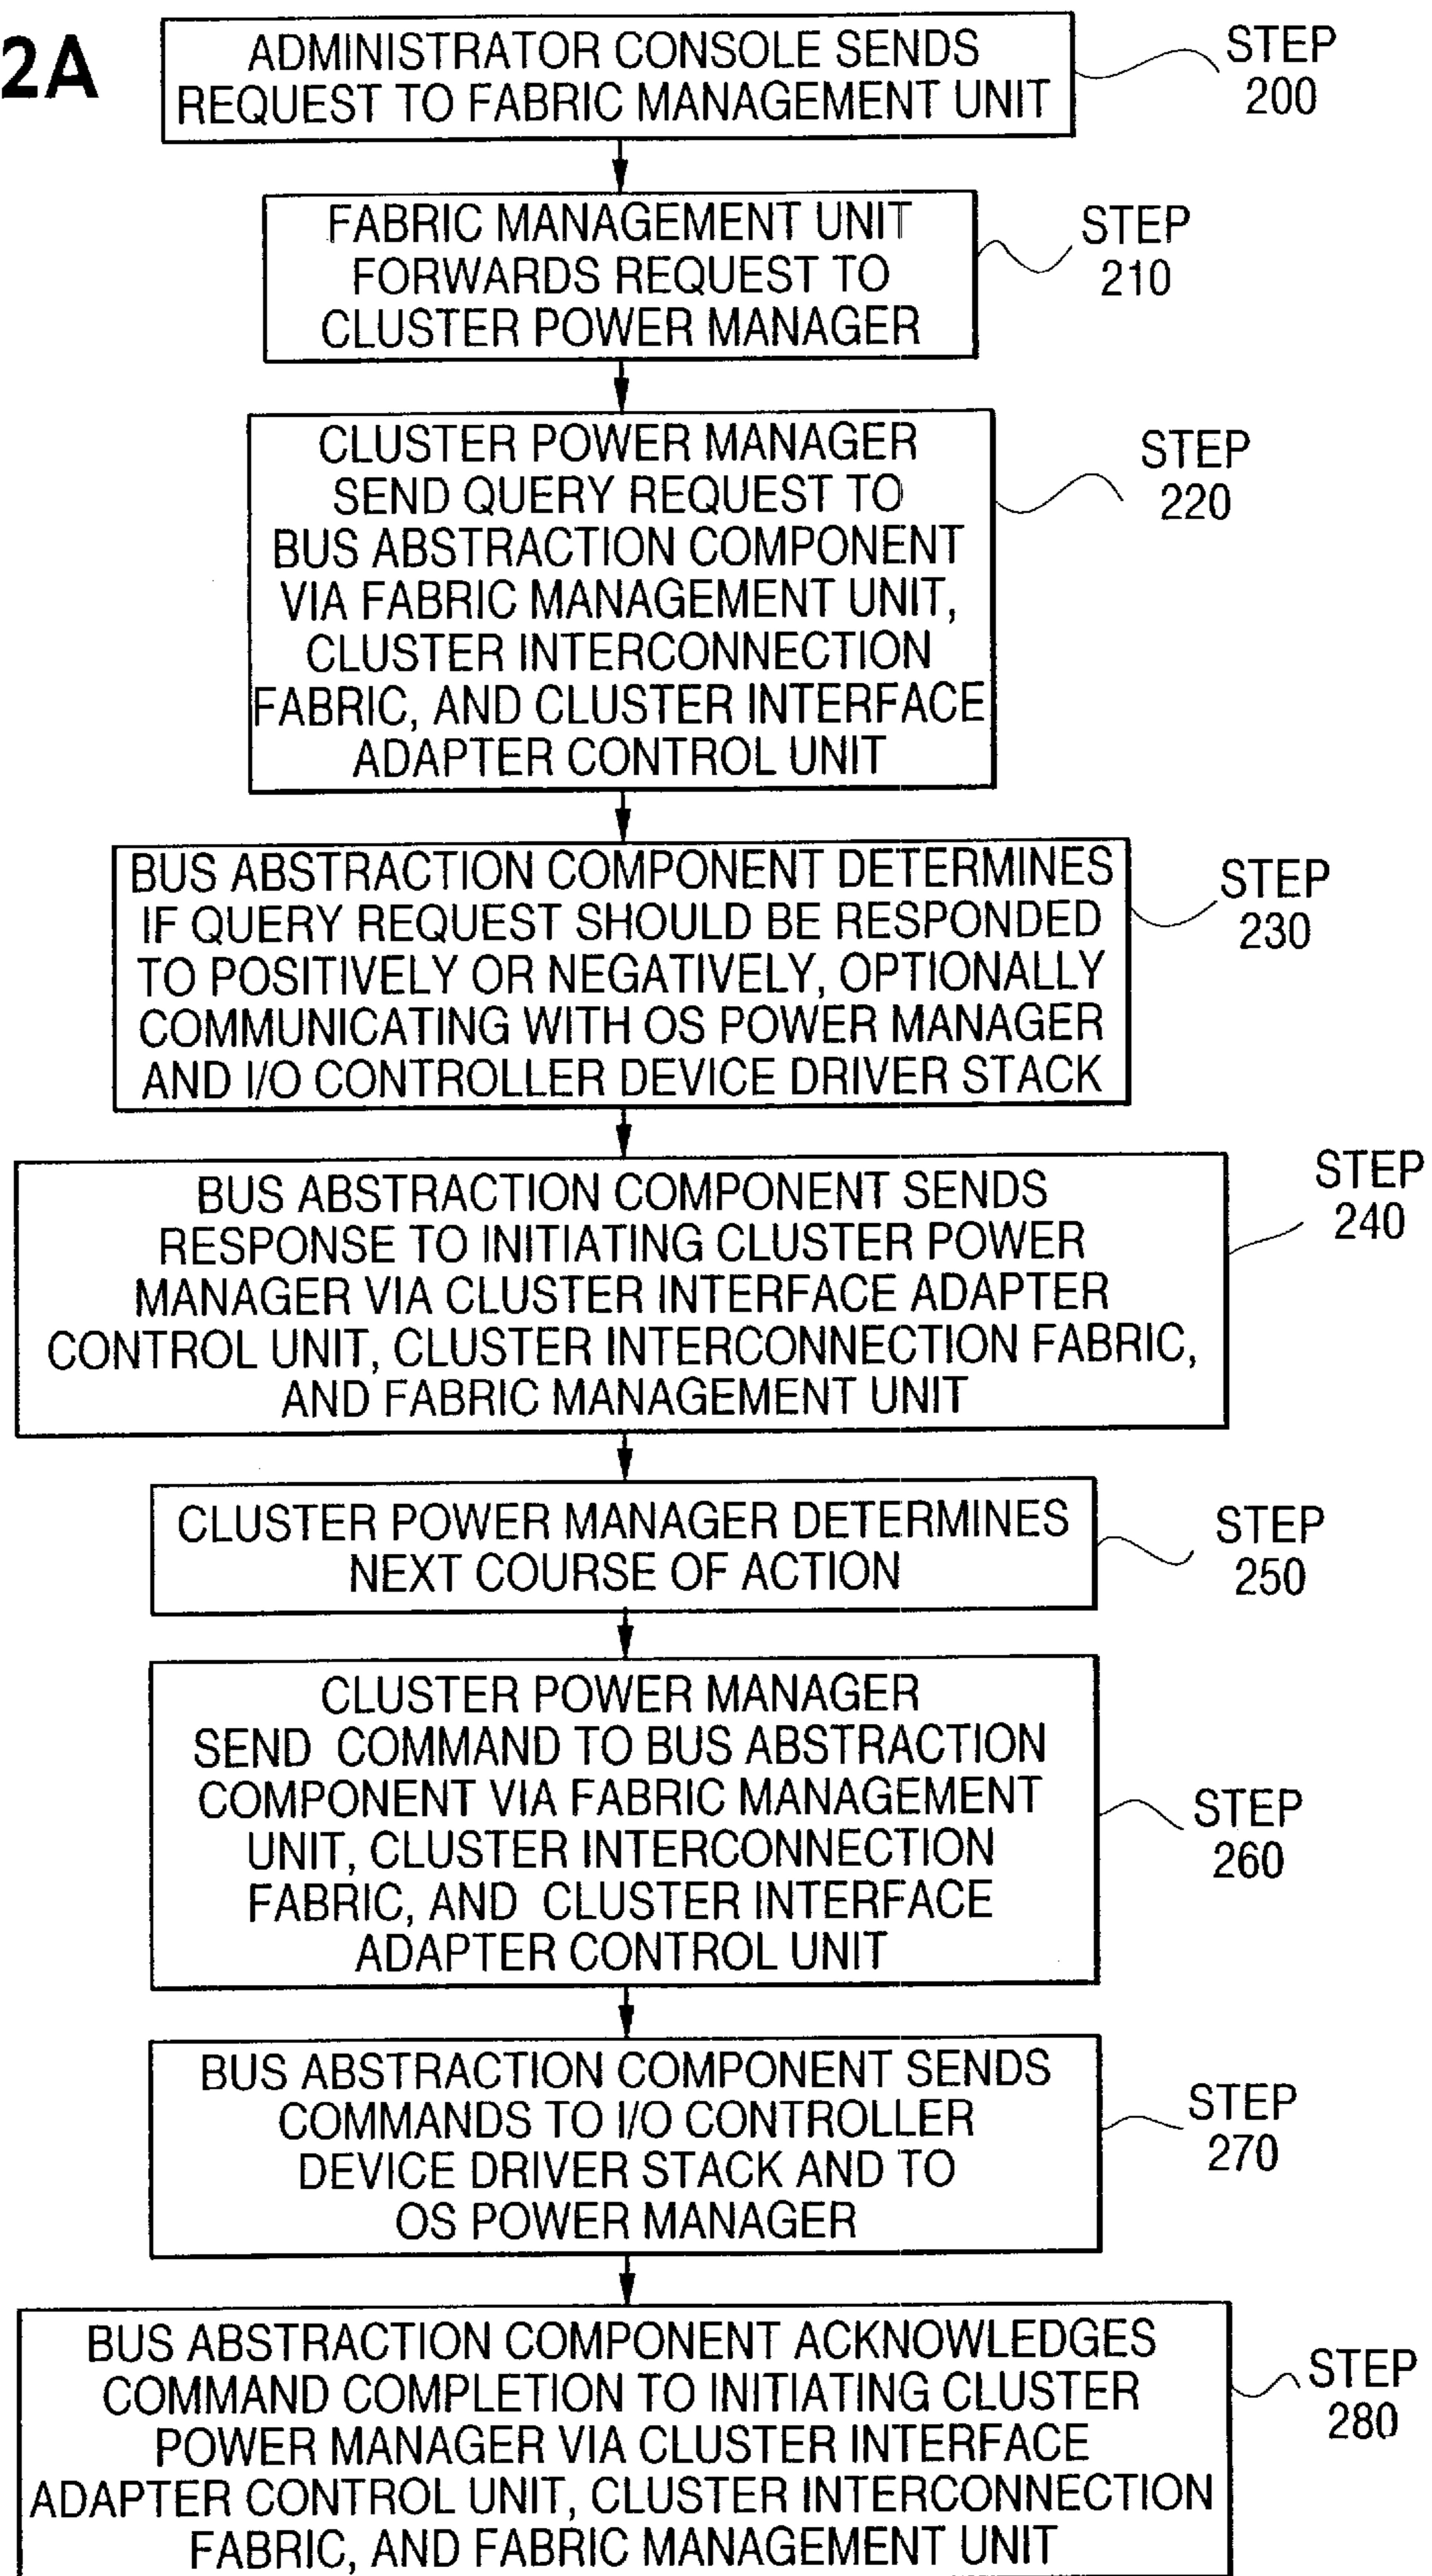 2A
ADMINISTRATOR CONSOLE SENDS
REQUEST TO FABRIC MANAGEMENT UNIT
STEP
200
FABRIC MANAGEMENT UNIT
FORWARDS REQUEST TO
CLUSTER POWER MANAGER
STEP
210
CLUSTER POWER MANAGER
SEND QUERY REQUEST TO
BUS ABSTRACTION COMPONENT
VIA FABRIC MANAGEMENT UNIT,
CLUSTER INTERCONNECTION
FABRIC, AND CLUSTER INTERFACE
ADAPTER CONTROL UNIT
STEP
220
BUS ABSTRACTION COMPONENT DETERMINES
IF QUERY REQUEST SHOULD BE RESPONDED
TO POSITIVELY OR NEGATIVELY, OPTIONALLY
COMMUNICATING WITH OS POWER MANAGER
AND I/O CONTROLLER DEVICE DRIVER STACK
STEP
230
BUS ABSTRACTION COMPONENT SENDS
RESPONSE TO INITIATING CLUSTER POWER
MANAGER VIA CLUSTER INTERFACE ADAPTER
CONTROL UNIT, CLUSTER INTERCONNECTION FABRIC,
AND FABRIC MANAGEMENT UNIT
STEP
240
CLUSTER POWER MANAGER DETERMINES
NEXT COURSE OF ACTION
STEP
250
CLUSTER POWER MANAGER
SEND COMMAND TO BUS ABSTRACTION
COMPONENT VIA FABRIC MANAGEMENT
UNIT, CLUSTER INTERCONNECTION
FABRIC, AND CLUSTER INTERFACE
ADAPTER CONTROL UNIT
STEP
260
BUS ABSTRACTION COMPONENT SENDS
COMMANDS TO I/O CONTROLLER
DEVICE DRIVER STACK AND TO
OS POWER MANAGER
STEP
270
BUS ABSTRACTION COMPONENT ACKNOWLEDGES
COMMAND COMPLETION TO INITIATING CLUSTER
POWER MANAGER VIA CLUSTER INTERFACE
ADAPTER CONTROL UNIT, CLUSTER INTERCONNECTION
FABRIC, AND FABRIC MANAGEMENT UNIT
STEP
280